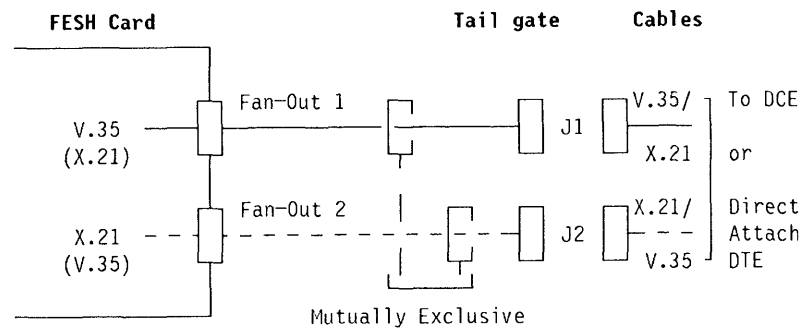 FESH Card Tail gate Cables
Fan-Out 1 V.35/ To DCE
V.35 J1
(X.21) X.21 or
Fan-Out 2 X.21/ Direct
X.21 J2 Attach
(V.35) V.35 DTE
Mutually Exclusive